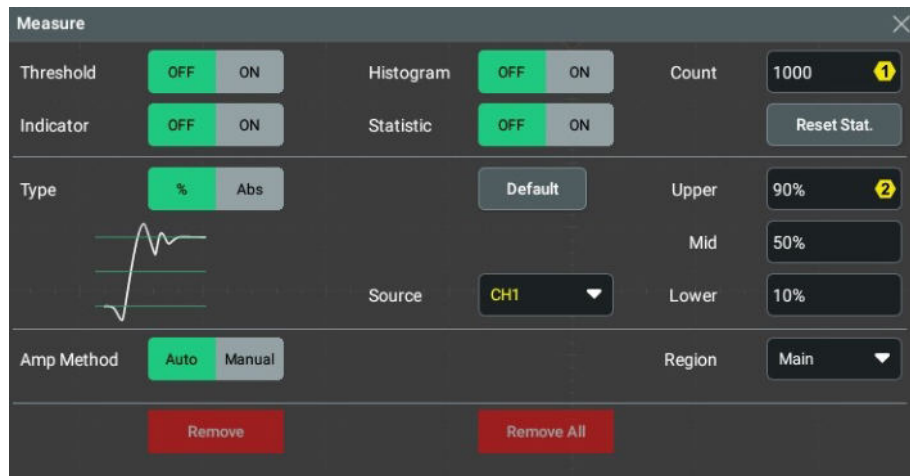 Measure
Threshold OFF ON Histogram OFF ON Count 1000 1
Indicator OFF ON Statistic OFF ON Reset Stat.
Type % Abs Default Upper 90% 2
Mid 50%
Source CH1 Lower 10%
Amp Method Auto Manual Region Main
Remove Remove All